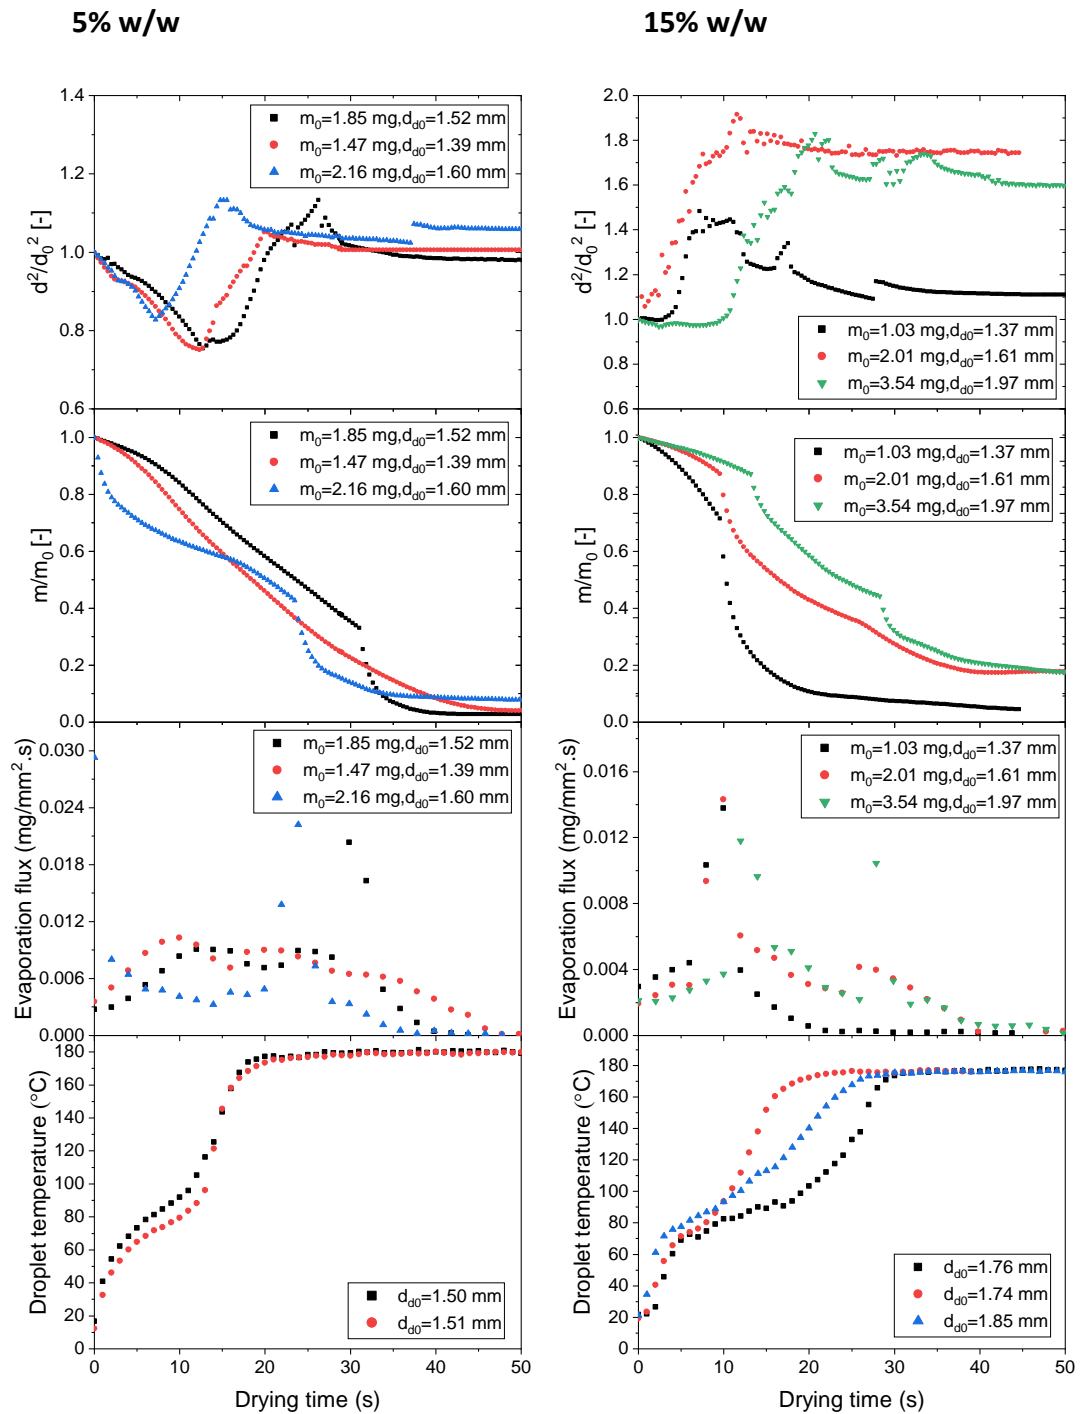 5% w/w
15% w/w
1.4
1.2
1.0
0.8
0.6
d²/d₀² [-]
m₀=1.85 mg,d_d0=1.52 mm
m₀=1.47 mg,d_d0=1.39 mm
m₀=2.16 mg,d_d0=1.60 mm
2.0
1.8
1.6
1.4
1.2
1.0
0.8
0.6
d²/d₀² [-]
m₀=1.03 mg,d_d0=1.37 mm
m₀=2.01 mg,d_d0=1.61 mm
m₀=3.54 mg,d_d0=1.97 mm
1.0
0.8
0.6
0.4
0.2
0.0
m/m₀ [-]
m₀=1.85 mg,d_d0=1.52 mm
m₀=1.47 mg,d_d0=1.39 mm
m₀=2.16 mg,d_d0=1.60 mm
1.0
0.8
0.6
0.4
0.2
0.0
m/m₀ [-]
m₀=1.03 mg,d_d0=1.37 mm
m₀=2.01 mg,d_d0=1.61 mm
m₀=3.54 mg,d_d0=1.97 mm
0.030
0.024
0.018
0.012
0.006
0.000
Evaporation flux (mg/mm².s)
m₀=1.85 mg,d_d0=1.52 mm
m₀=1.47 mg,d_d0=1.39 mm
m₀=2.16 mg,d_d0=1.60 mm
0.016
0.012
0.008
0.004
0.000
Evaporation flux (mg/mm².s)
m₀=1.03 mg,d_d0=1.37 mm
m₀=2.01 mg,d_d0=1.61 mm
m₀=3.54 mg,d_d0=1.97 mm
180
160
140
120
100
80
60
40
20
0
Droplet temperature (°C)
d_d0=1.50 mm
d_d0=1.51 mm
0 10 20 30 40 50
Drying time (s)
180
160
140
120
100
80
60
40
20
0
Droplet temperature (°C)
d_d0=1.76 mm
d_d0=1.74 mm
d_d0=1.85 mm
0 10 20 30 40 50
Drying time (s)